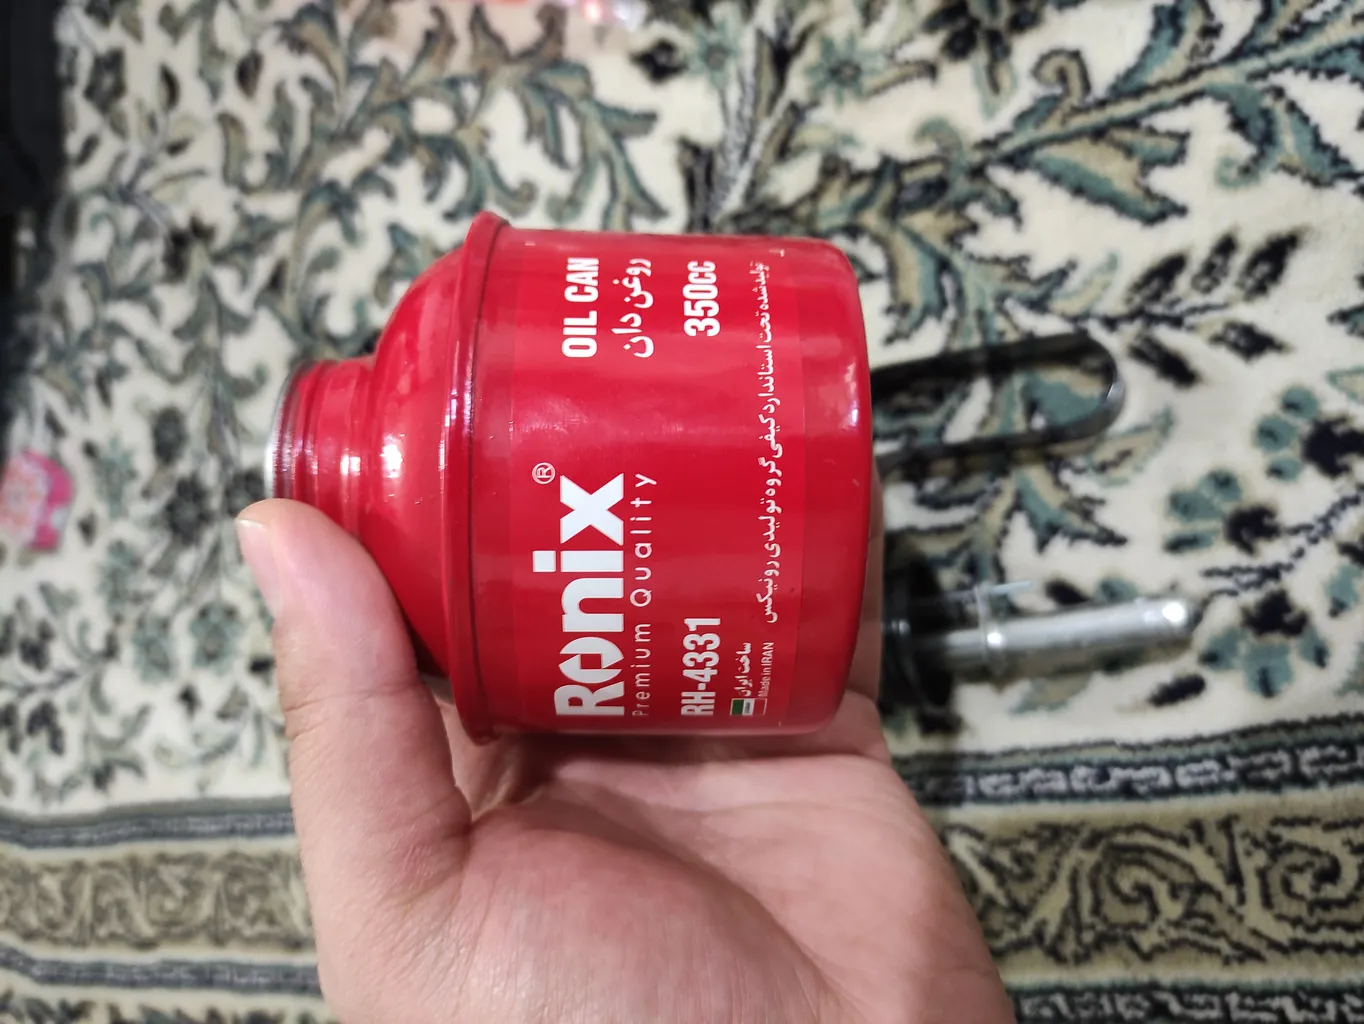 OIL CAN
روغن دان
350CC
Ronix®
Premium Quality
RH-4331
ساخت ایران
Made in IRAN
تولید شده تحت استاندارد کیفی گروه تولیدی رونیکس